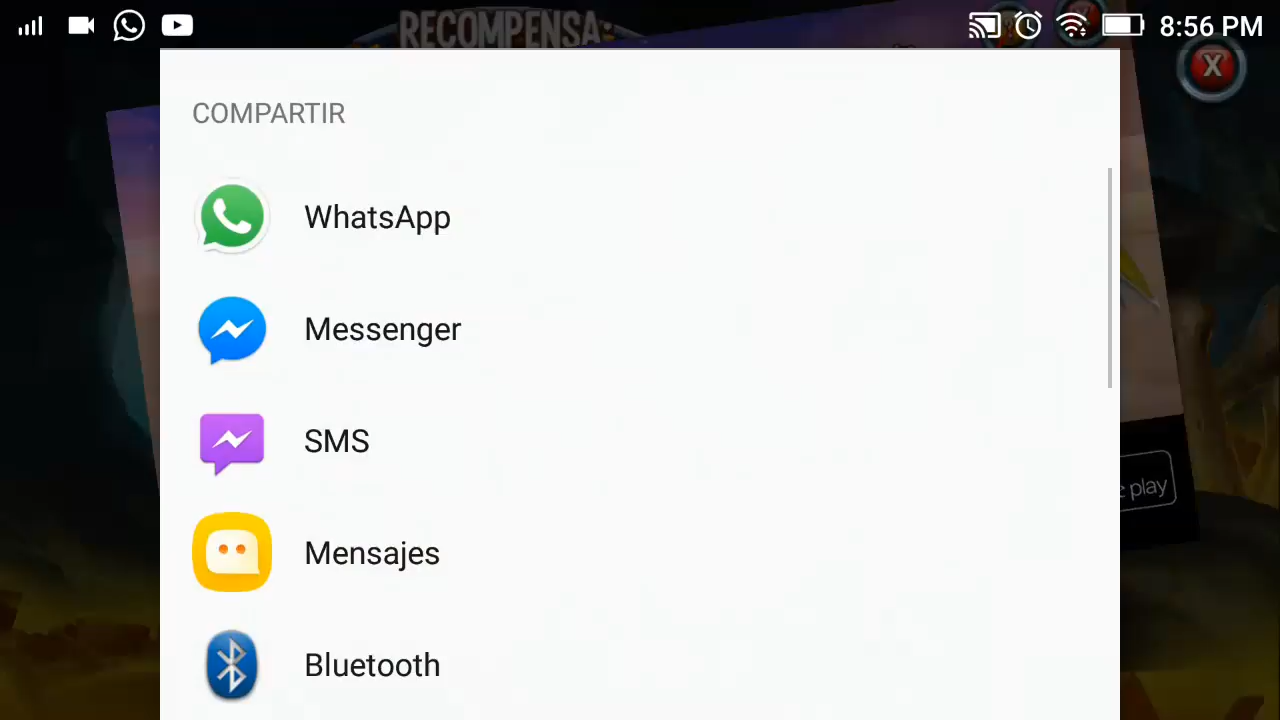 RECOMPENSA:
8:56 PM
X
COMPARTIR
WhatsApp
Messenger
SMS
Mensajes
play
Bluetooth